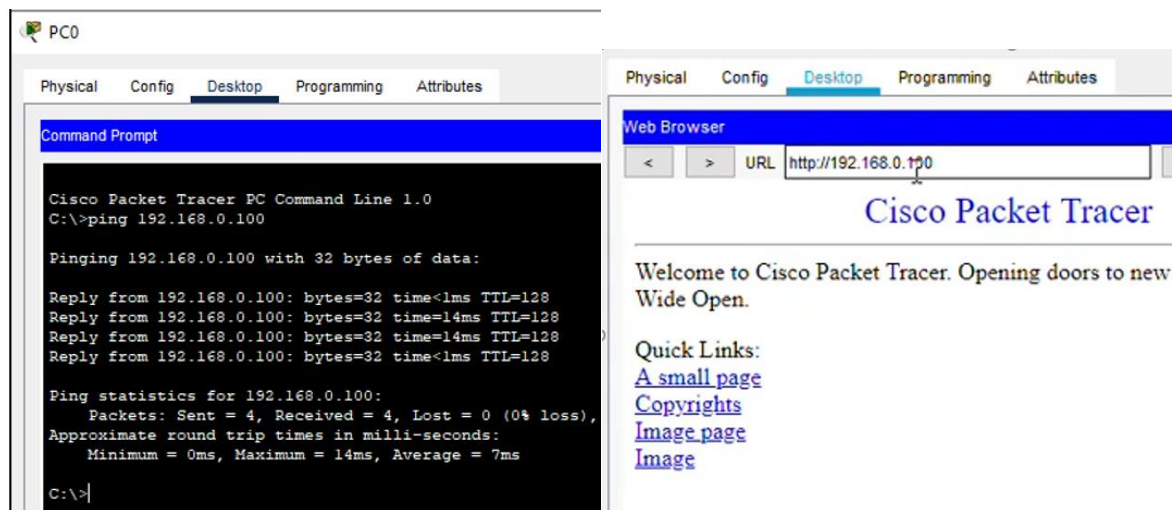 PC0
Physical Config Desktop Programming Attributes
Command Prompt
Cisco Packet Tracer PC Command Line 1.0
C:\>ping 192.168.0.100
Pinging 192.168.0.100 with 32 bytes of data:
Reply from 192.168.0.100: bytes=32 time<1ms TTL=128
Reply from 192.168.0.100: bytes=32 time=14ms TTL=128
Reply from 192.168.0.100: bytes=32 time=14ms TTL=128
Reply from 192.168.0.100: bytes=32 time<1ms TTL=128
Ping statistics for 192.168.0.100:
Packets: Sent = 4, Received = 4, Lost = 0 (0% loss),
Approximate round trip times in milli-seconds:
Minimum = 0ms, Maximum = 14ms, Average = 7ms
C:\>
Physical Config Desktop Programming Attributes
Web Browser
< > URL http://192.168.0.100
Cisco Packet Tracer
Welcome to Cisco Packet Tracer. Opening doors to new
Wide Open.
Quick Links:
A small page
Copyrights
Image page
Image